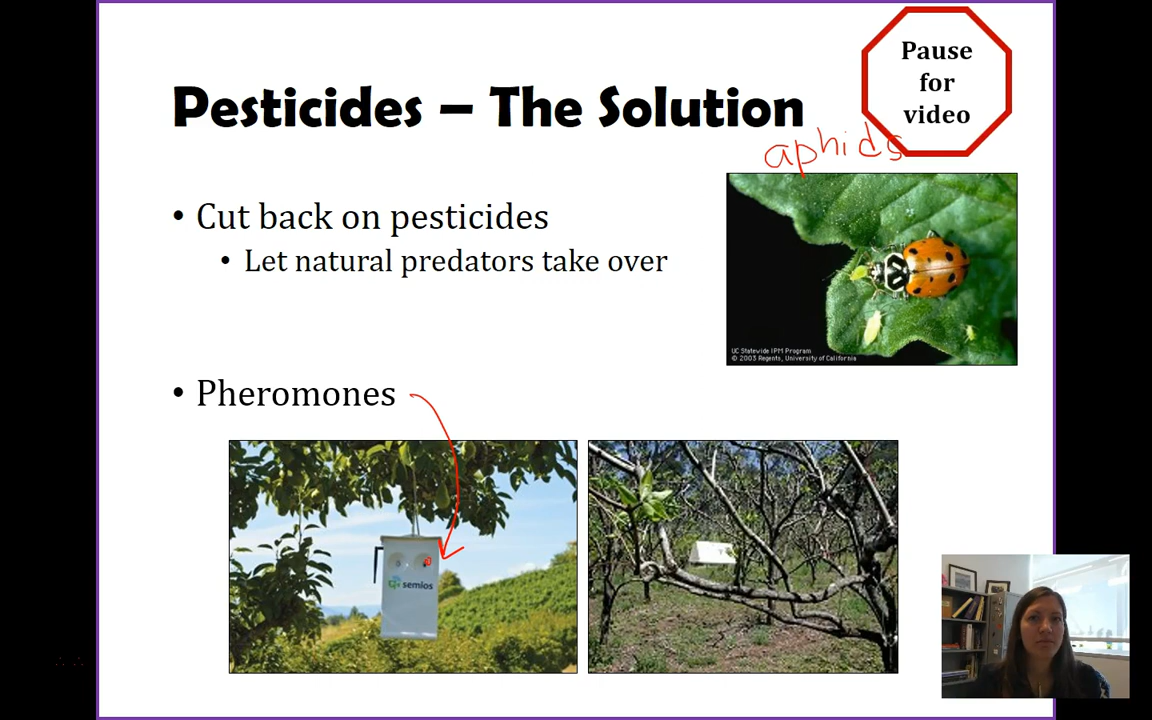 Pause
for
video
Pesticides – The Solution
aphids
• Cut back on pesticides
• Let natural predators take over
UC Statewide IPM Program
© 2003 Regents, University of California
• Pheromones
semios